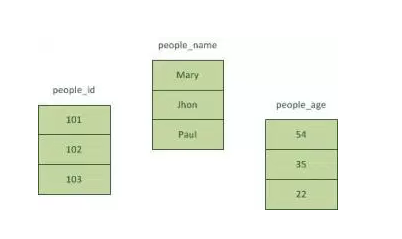 people_name
Mary
Jhon
Paul
people_id
101
102
103
people_age
54
35
22